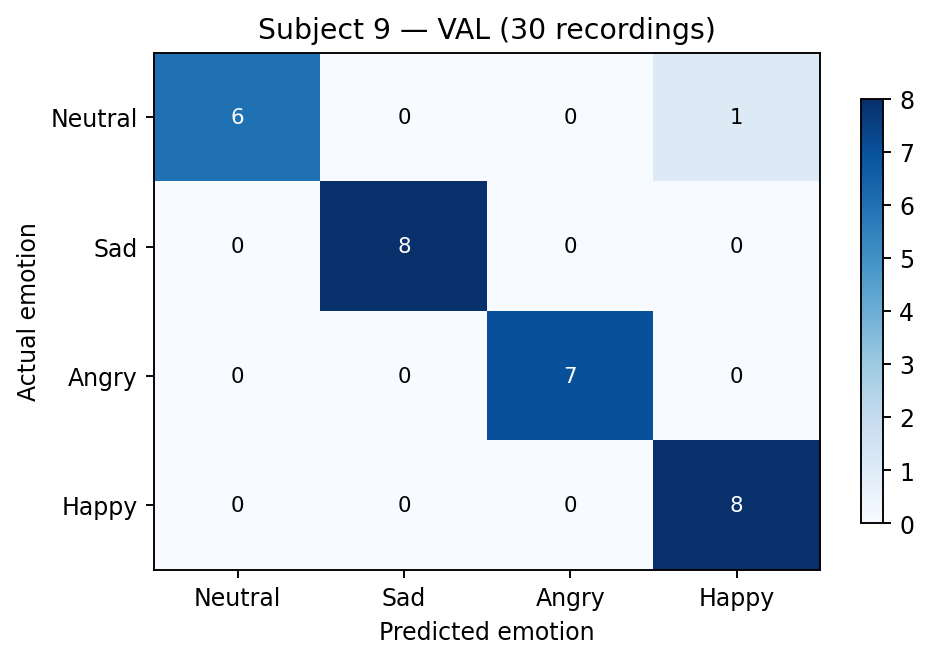 Subject 9 — VAL (30 recordings)
Actual emotion
Neutral 6 0 0 1
Sad 0 8 0 0
Angry 0 0 7 0
Happy 0 0 0 8
Neutral Sad Angry Happy
Predicted emotion
8
7
6
5
4
3
2
1
0